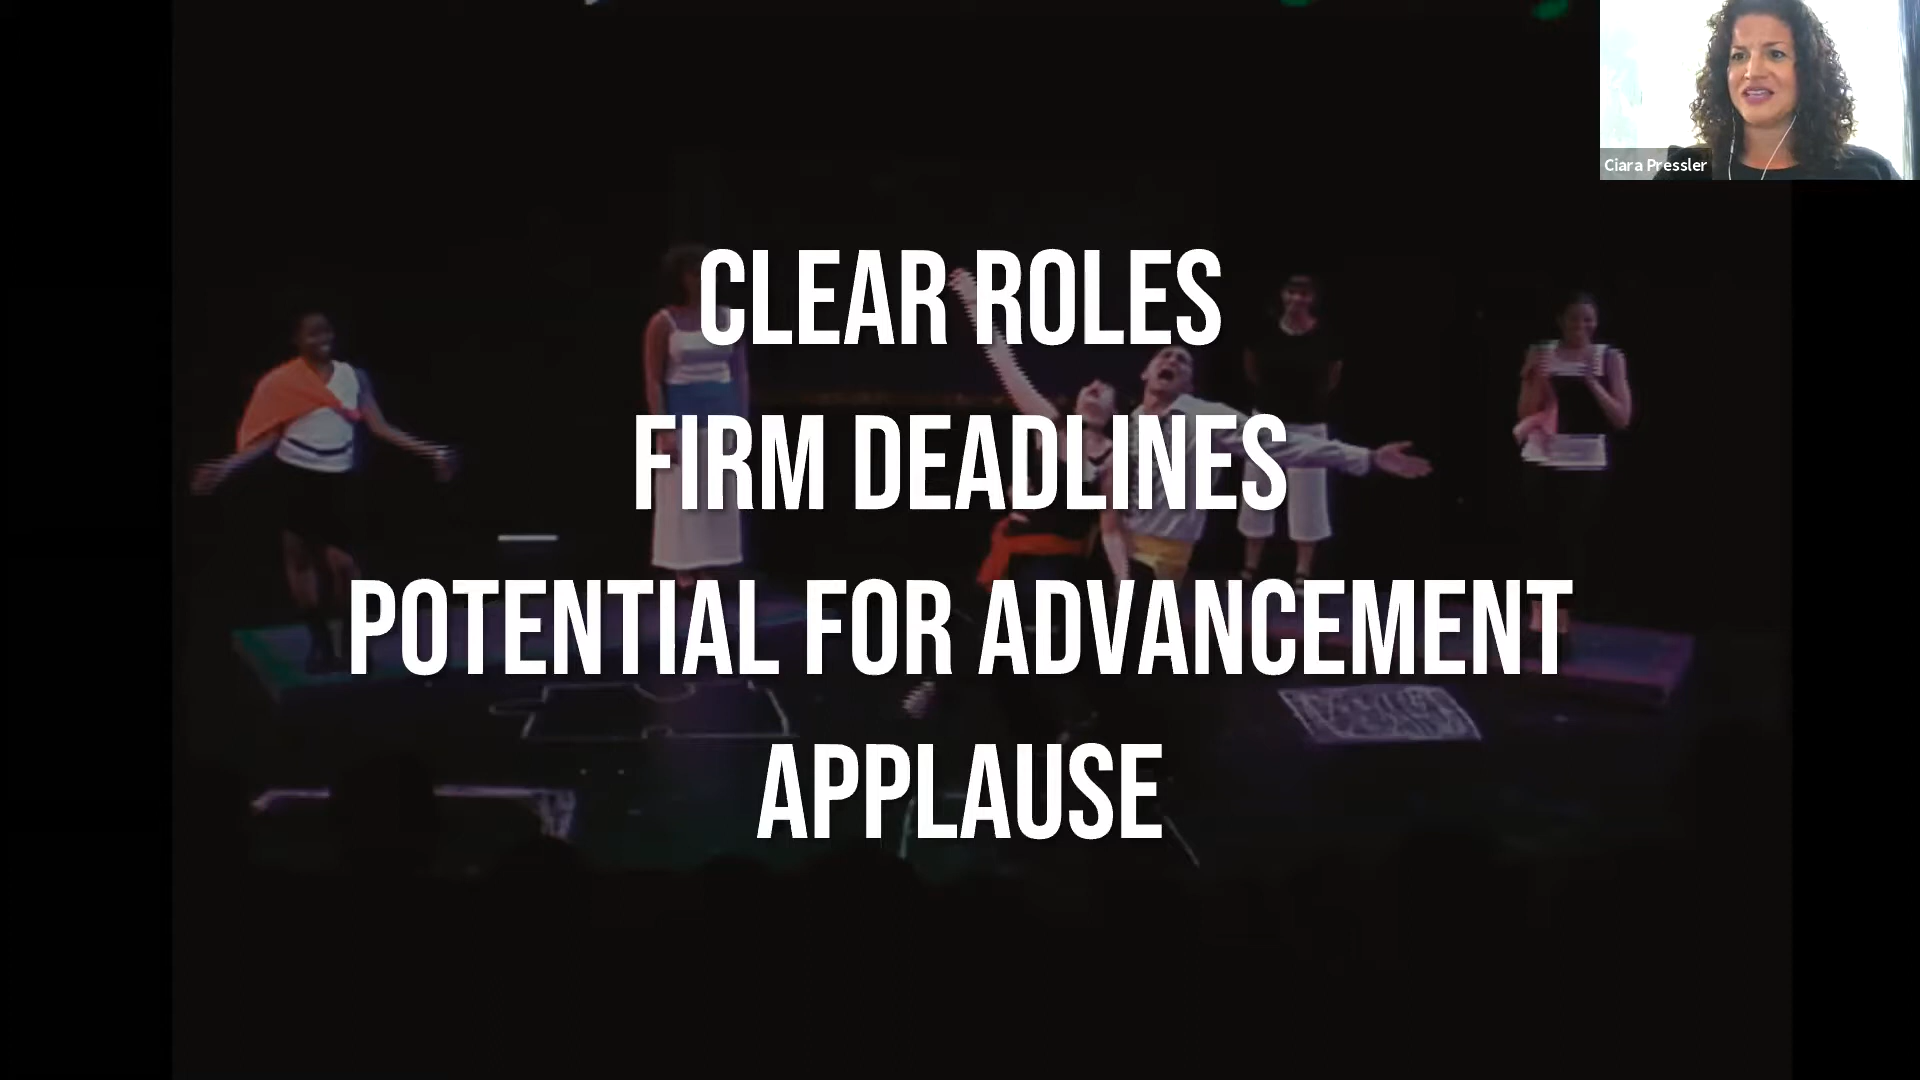 Ciara Pressler
CLEAR ROLES
FIRM DEADLINES
POTENTIAL FOR ADVANCEMENT
APPLAUSE